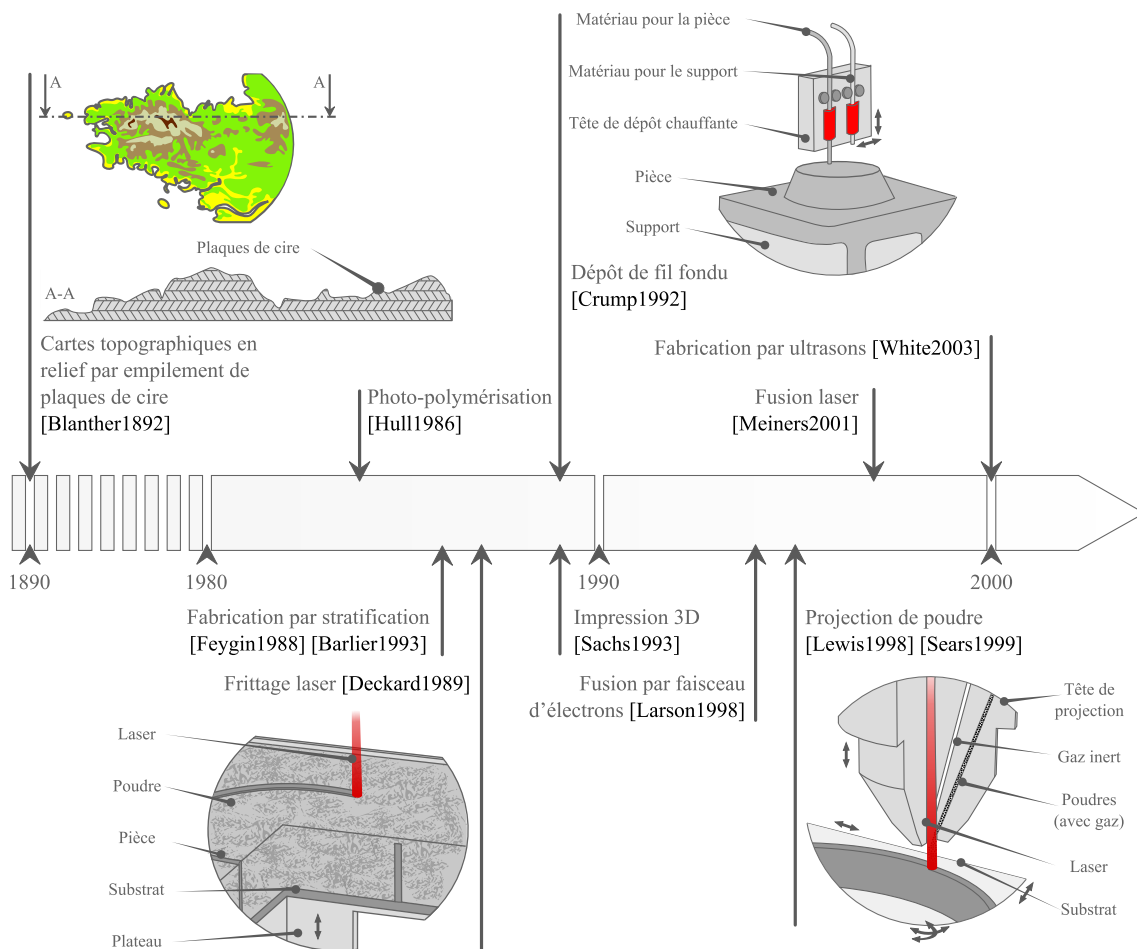 A
A
Plaques de cire
A-A
Cartes topographiques en
relief par empilement de
plaques de cire
[Blanther1892]
Photo-polymérisation
[Hull1986]
Matériau pour la pièce
Matériau pour le support
Tête de dépôt chauffante
Pièce
Support
Dépôt de fil fondu
[Crump1992]
Fabrication par ultrasons [White2003]
Fusion laser
[Meiners2001]
1890
1980
1990
2000
Fabrication par stratification
[Feygin1988] [Barlier1993]
Frittage laser [Deckard1989]
Laser
Poudre
Pièce
Substrat
Plateau
Impression 3D
[Sachs1993]
Fusion par faisceau
d’électrons [Larson1998]
Projection de poudre
[Lewis1998] [Sears1999]
Tête de
projection
Gaz inert
Poudres
(avec gaz)
Laser
Substrat